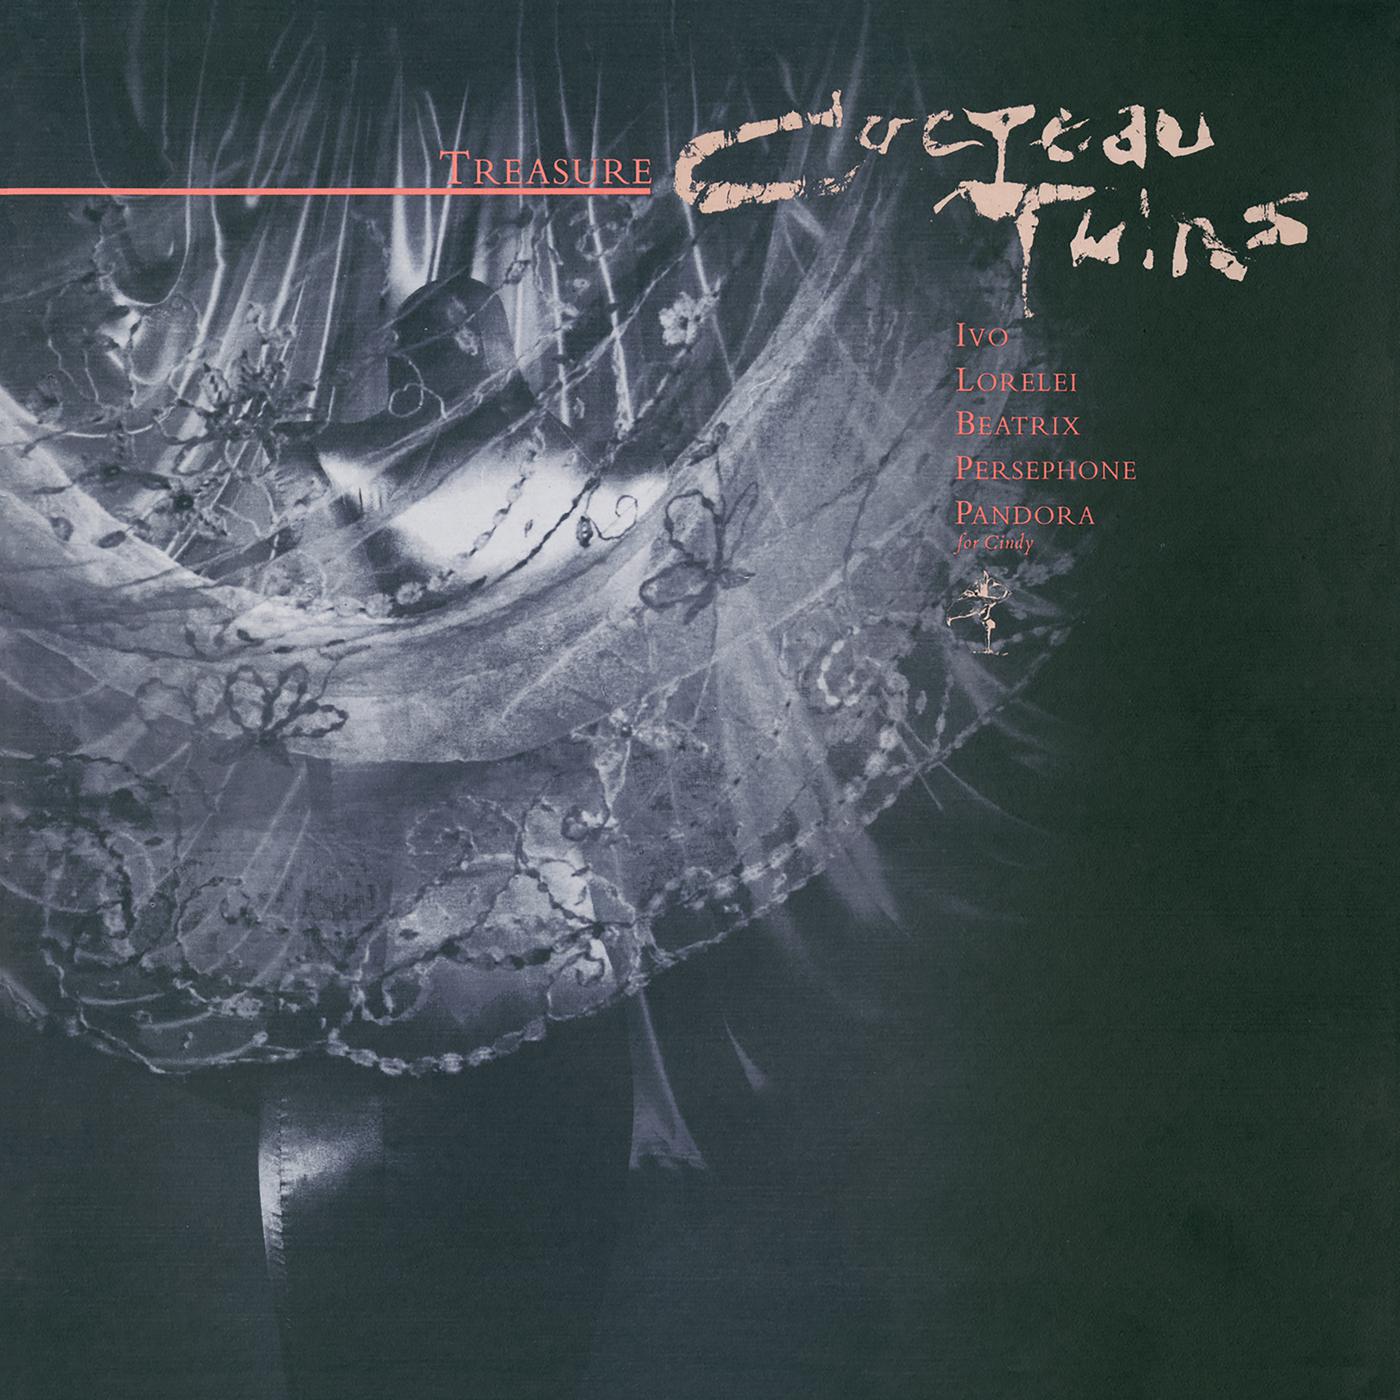 TREASURE
Cocteau
Twins
IVO
LORELEI
BEATRIX
PERSEPHONE
PANDORA
for Cindy